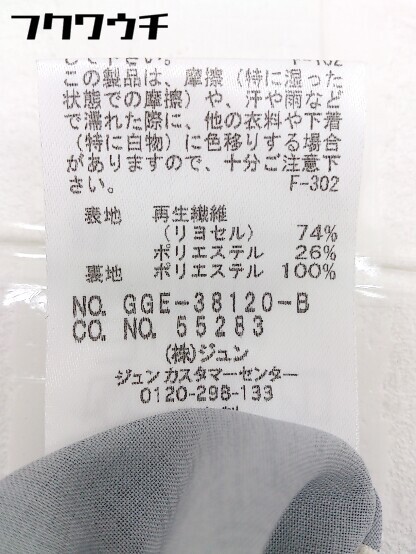 フクワウチ
して下さい。 F-102
この製品は、摩擦（特に湿った
状態での摩擦）や、汗や雨など
で濡れた際に、他の衣料や下着
（特に白物）に色移りする場合
がありますので、十分ご注意下
さい。 F-302
表地 再生繊維
（リヨセル） 74%
ポリエステル 26%
裏地 ポリエステル 100%
NO. GGE-38120-B
CO. NO. 55283
(株)ジュン
ジュンカスタマーセンター
0120-298-133